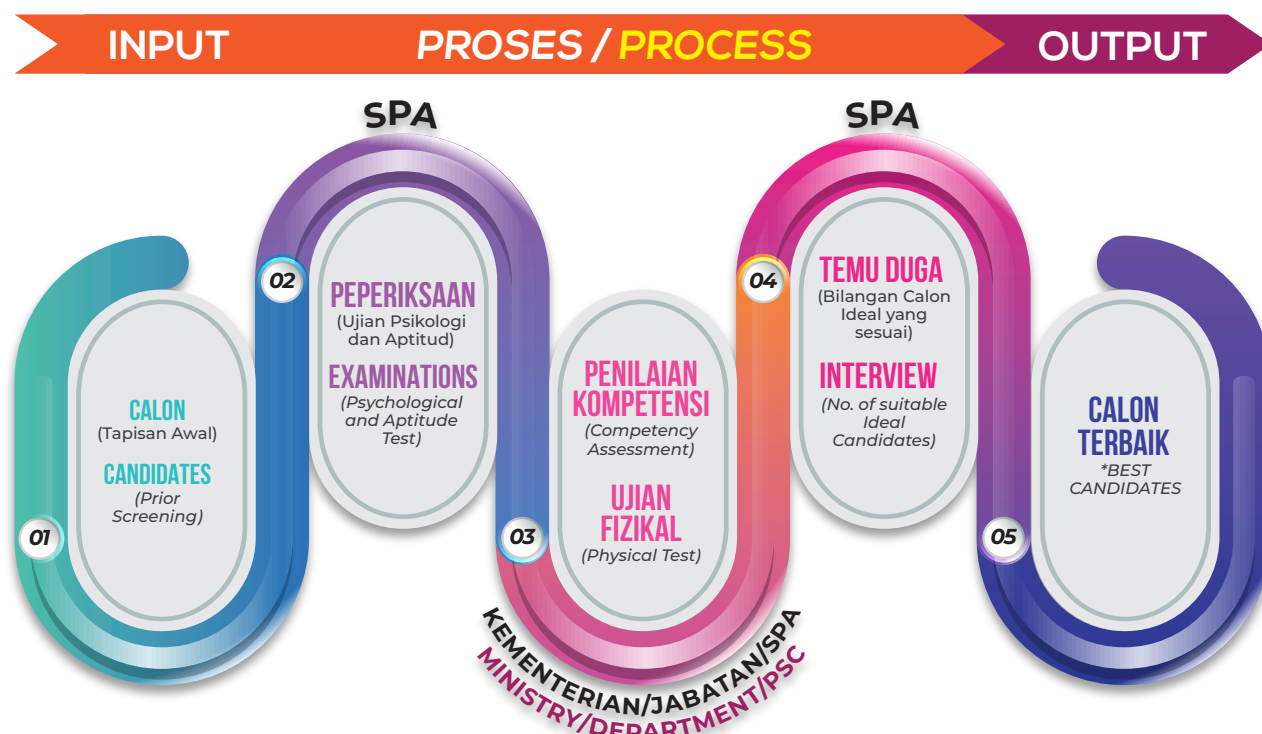 INPUT
PROSES / PROCESS
OUTPUT
SPA
SPA
01
CALON
(Tapisan Awal)
CANDIDATES
(Prior
Screening)
02
PEPERIKSAAN
(Ujian Psikologi
dan Aptitud)
EXAMINATIONS
(Psychological
and Aptitude
Test)
03
PENILAIAN
KOMPETENSI
(Competency
Assessment)
UJIAN
FIZIKAL
(Physical Test)
KEMENTERIAN/JABATAN/SPA
MINISTRY/DEPARTMENT/PSC
04
TEMU DUGA
(Bilangan Calon
Ideal yang
sesuai)
INTERVIEW
(No. of suitable
Ideal
Candidates)
05
CALON
TERBAIK
*BEST
CANDIDATES